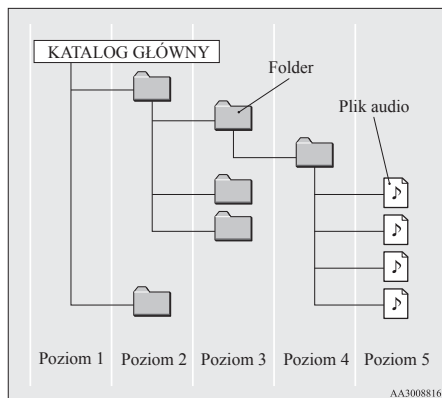 KATALOG GŁÓWNY
Folder
Plik audio
Poziom 1 Poziom 2 Poziom 3 Poziom 4 Poziom 5
AA3008816